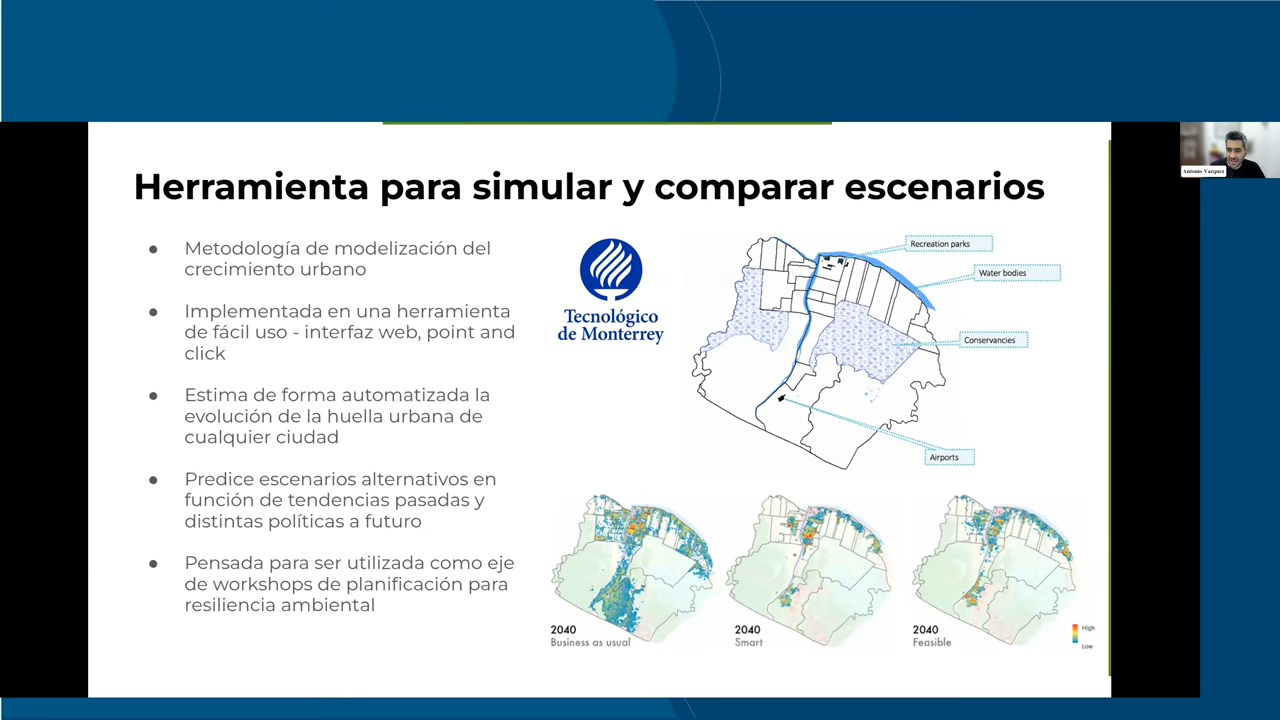 Herramienta para simular y comparar escenarios
● Metodología de modelización del
crecimiento urbano
● Implementada en una herramienta
de fácil uso - interfaz web, point and
click
● Estima de forma automatizada la
evolución de la huella urbana de
cualquier ciudad
● Predice escenarios alternativos en
función de tendencias pasadas y
distintas políticas a futuro
● Pensada para ser utilizada como eje
de workshops de planificación para
resiliencia ambiental
Tecnológico
de Monterrey
Recreation parks
Water bodies
Conservancies
Airports
2040
Business as usual
2040
Smart
2040
Feasible
High
Low
Antonio Vazquez